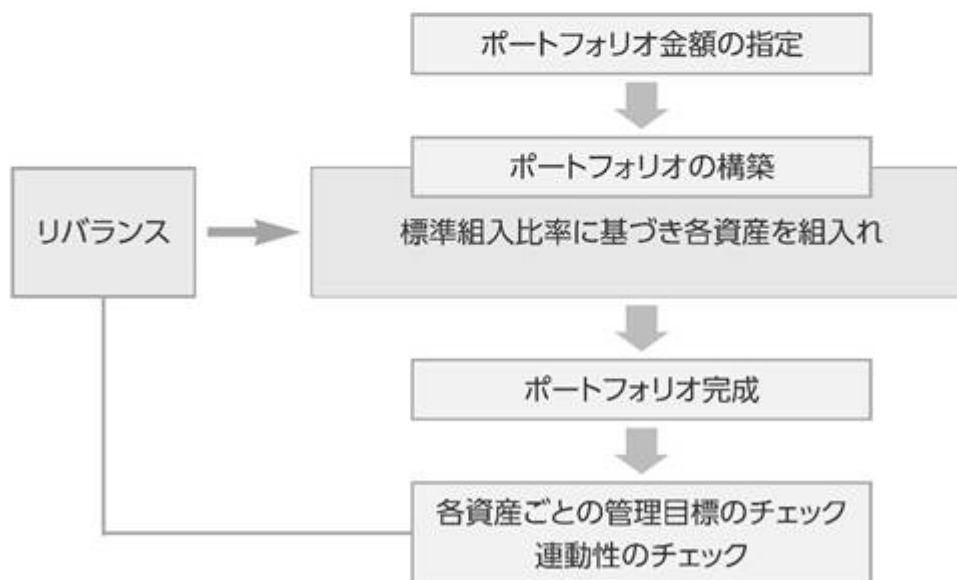 ポートフォリオ金額の指定
ポートフォリオの構築
リバランス
標準組入比率に基づき各資産を組入れ
ポートフォリオ完成
各資産ごとの管理目標のチェック
連動性のチェック